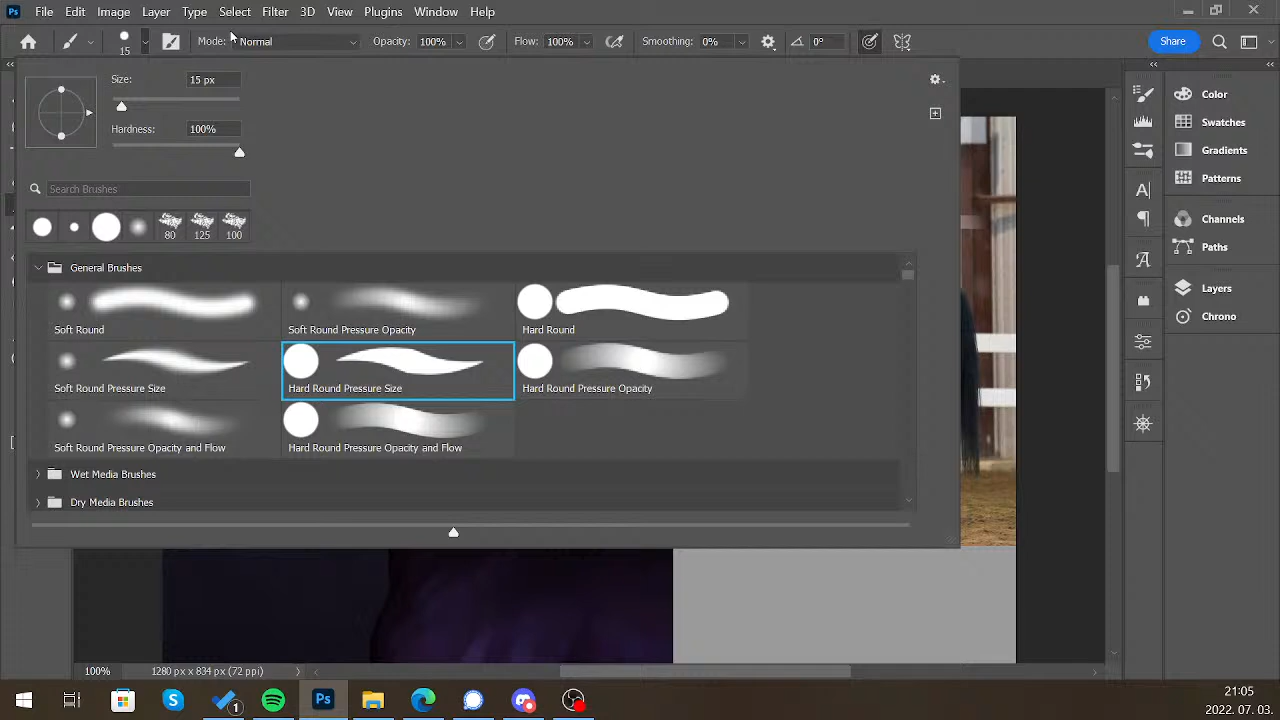 Ps File Edit Image Layer Type Select Filter 3D View Plugins Window Help
15 Mode: Normal Opacity: 100% Flow: 100% Smoothing: 0% 0° Share
Size: 15 px
Hardness: 100%
Search Brushes
80 125 100
General Brushes
Soft Round Soft Round Pressure Opacity Hard Round
Soft Round Pressure Size Hard Round Pressure Size Hard Round Pressure Opacity
Soft Round Pressure Opacity and Flow Hard Round Pressure Opacity and Flow
Wet Media Brushes
Dry Media Brushes
Color
Swatches
Gradients
Patterns
Channels
Paths
Layers
Chrono
100% 1280 px x 834 px (72 ppi)
1 Ps
21:05
2022. 07. 03.